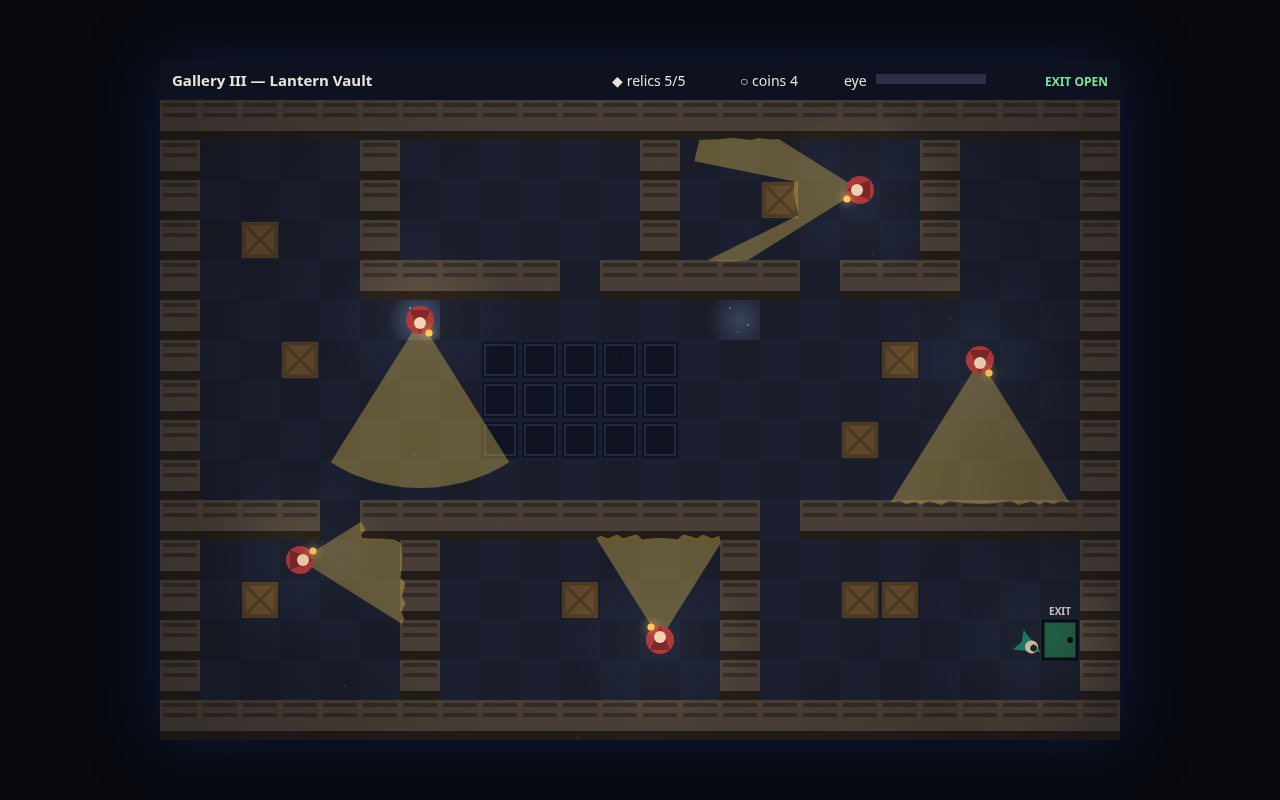 Gallery III — Lantern Vault
◆ relics 5/5
○ coins 4
eye
EXIT OPEN
EXIT